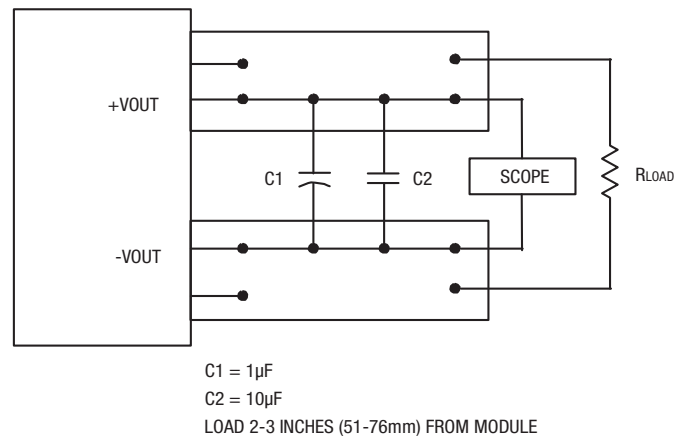 +VOUT
C1
C2
SCOPE
RLOAD
-VOUT
C1 = 1µF
C2 = 10µF
LOAD 2-3 INCHES (51-76mm) FROM MODULE